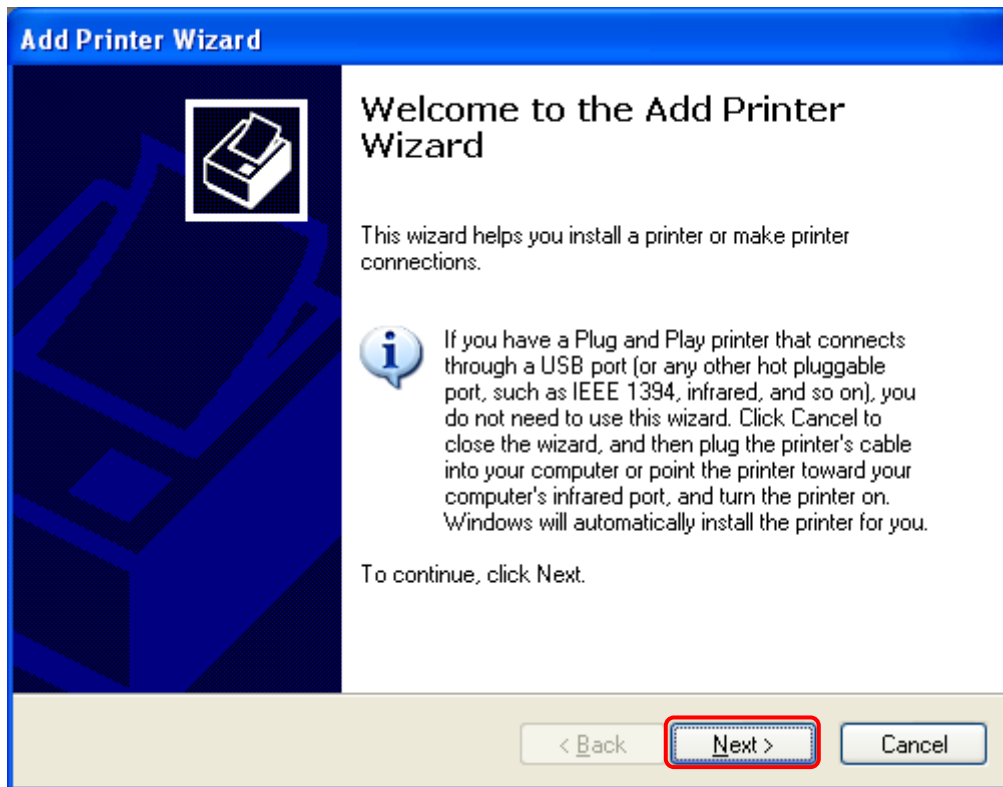 Add Printer Wizard
Welcome to the Add Printer
Wizard
This wizard helps you install a printer or make printer
connections.
If you have a Plug and Play printer that connects
through a USB port (or any other hot pluggable
port, such as IEEE 1394, infrared, and so on), you
do not need to use this wizard. Click Cancel to
close the wizard, and then plug the printer's cable
into your computer or point the printer toward your
computer's infrared port, and turn the printer on.
Windows will automatically install the printer for you.
To continue, click Next.
< Back Next > Cancel